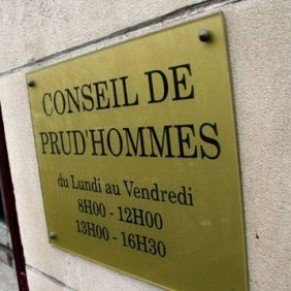 CONSEIL DE
PRUD'HOMMES
du Lundi au Vendredi
8H00 - 12H00
13H00 - 16H30